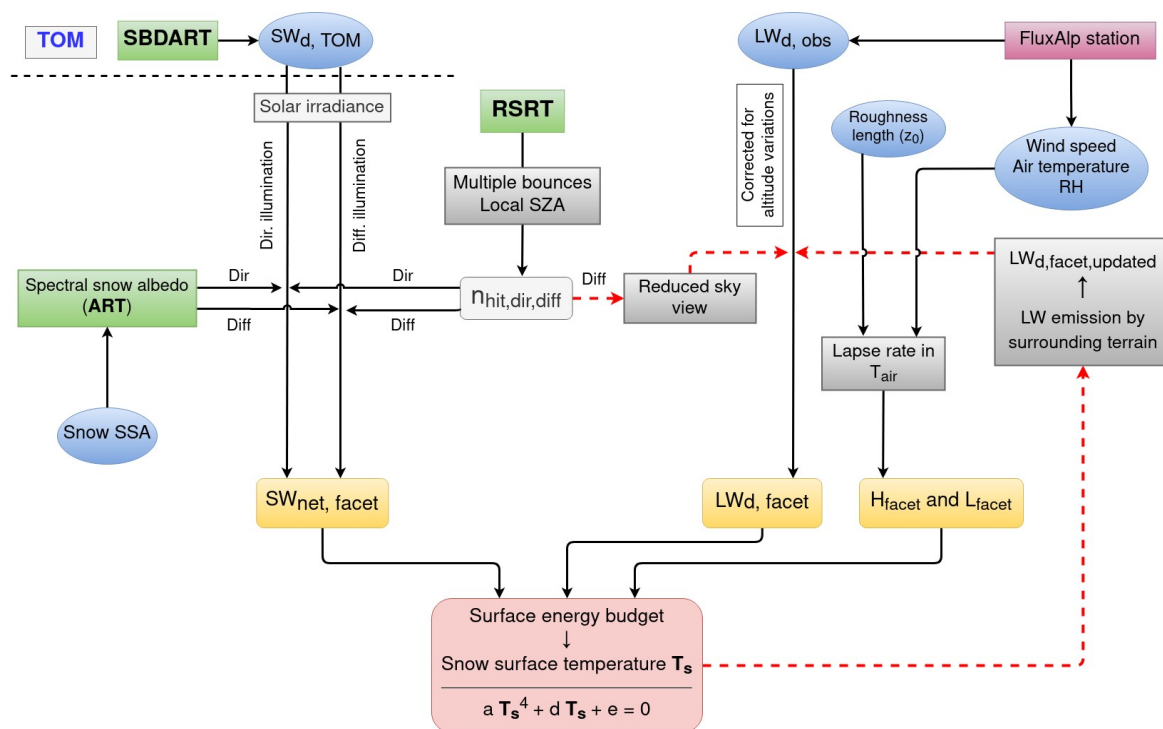 TOM
SBDART
SWd, TOM
LWd, obs
FluxAlp station
Solar irradiance
RSRT
Roughness
length (z0)
Wind speed
Air temperature
RH
Dir. illumination
Diff. illumination
Multiple bounces
Local SZA
Corrected for
altitude variations
Spectral snow albedo
(ART)
Dir
Dir
Diff
Diff
nhit,dir,diff
Diff
Reduced sky
view
LWd,facet,updated
↑
LW emission by
surrounding terrain
Lapse rate in
Tair
Snow SSA
SWnet, facet
LWd, facet
Hfacet and Lfacet
Surface energy budget
↓
Snow surface temperature Ts
a Ts⁴ + d Ts + e = 0